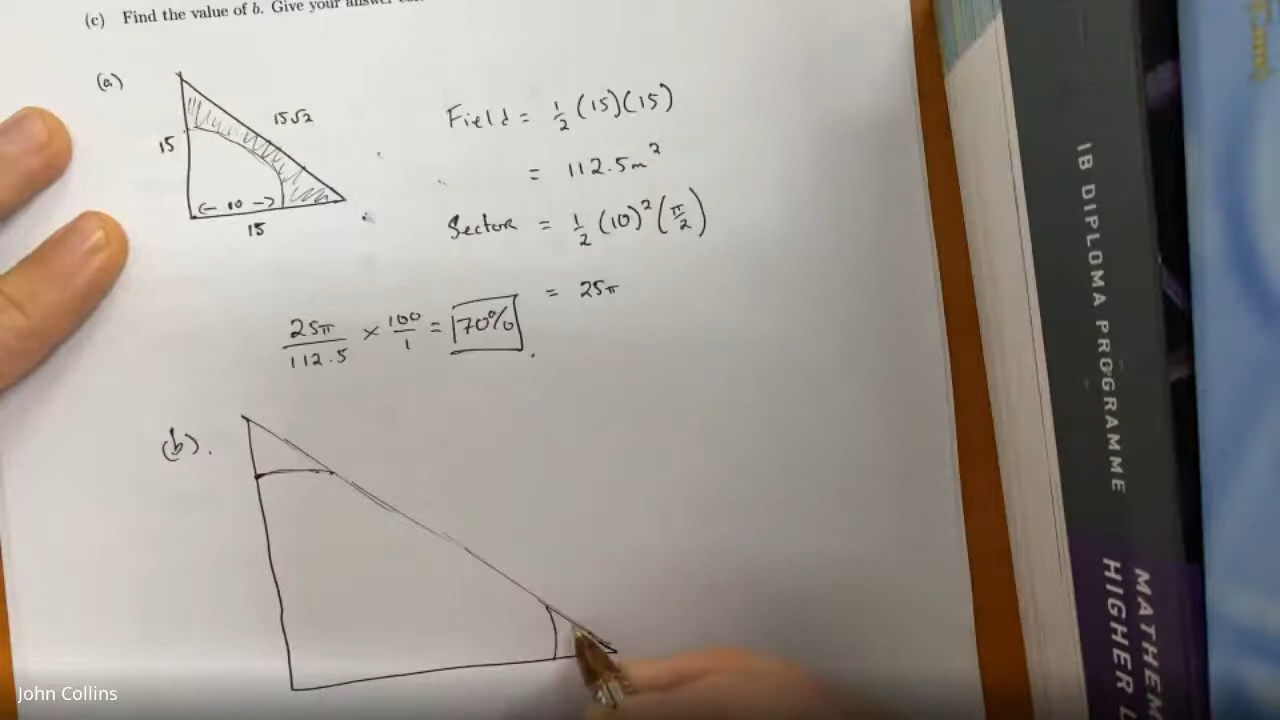 (c) Find the value of b. Give your answer
(a)
15√2
15
← 10 →
15
Field = 1/2 (15)(15)
= 112.5m²
Sector = 1/2 (10)² (π/2)
= 25π
25π/112.5 × 100/1 = 70%.
(b).
IB DIPLOMA PROGRAMME
MATHEM
HIGHER L
John Collins